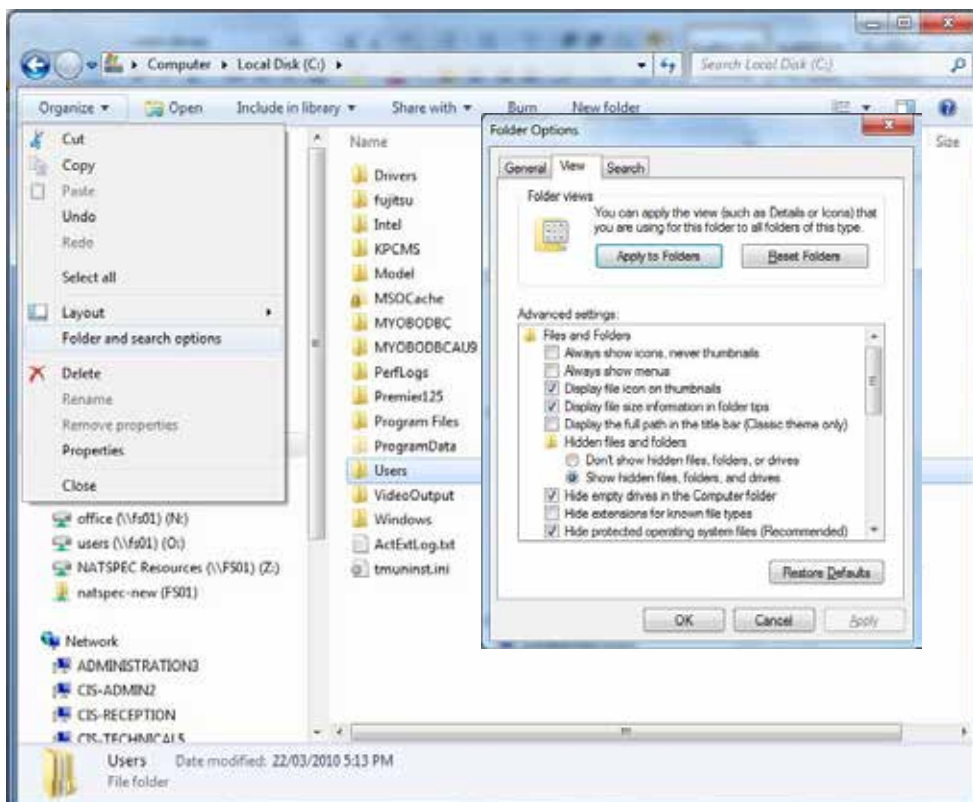 Computer ▸ Local Disk (C:) ▸
Search Local Disk (C:)
Organize Open Include in library Share with Burn New folder
Cut
Copy
Paste
Undo
Redo
Select all
Layout
Folder and search options
Delete
Rename
Remove properties
Properties
Close
office (\\fs01) (N:)
users (\\fs01) (O:)
NATSPEC Resources (\\FS01) (Z:)
natspec-new (FS01)
Network
ADMINISTRATION3
CIS-ADMIN2
CIS-RECEPTION
CIS-TECHNICAL5
Name
Size
Drivers
fujitsu
Intel
KPCMS
Model
MSOCache
MYOBODBC
MYOBODBCAU9
PerfLogs
Premier125
Program Files
ProgramData
Users
VideoOutput
Windows
ActExtLog.txt
tmuninst.ini
Folder Options
General View Search
Folder views
You can apply the view (such as Details or Icons) that
you are using for this folder to all folders of this type.
Apply to Folders Reset Folders
Advanced settings:
Files and Folders
Always show icons, never thumbnails
Always show menus
Display file icon on thumbnails
Display file size information in folder tips
Display the full path in the title bar (Classic theme only)
Hidden files and folders
Don't show hidden files, folders, or drives
Show hidden files, folders, and drives
Hide empty drives in the Computer folder
Hide extensions for known file types
Hide protected operating system files (Recommended)
Restore Defaults
OK Cancel Apply
Users Date modified: 22/03/2010 5:13 PM
File folder